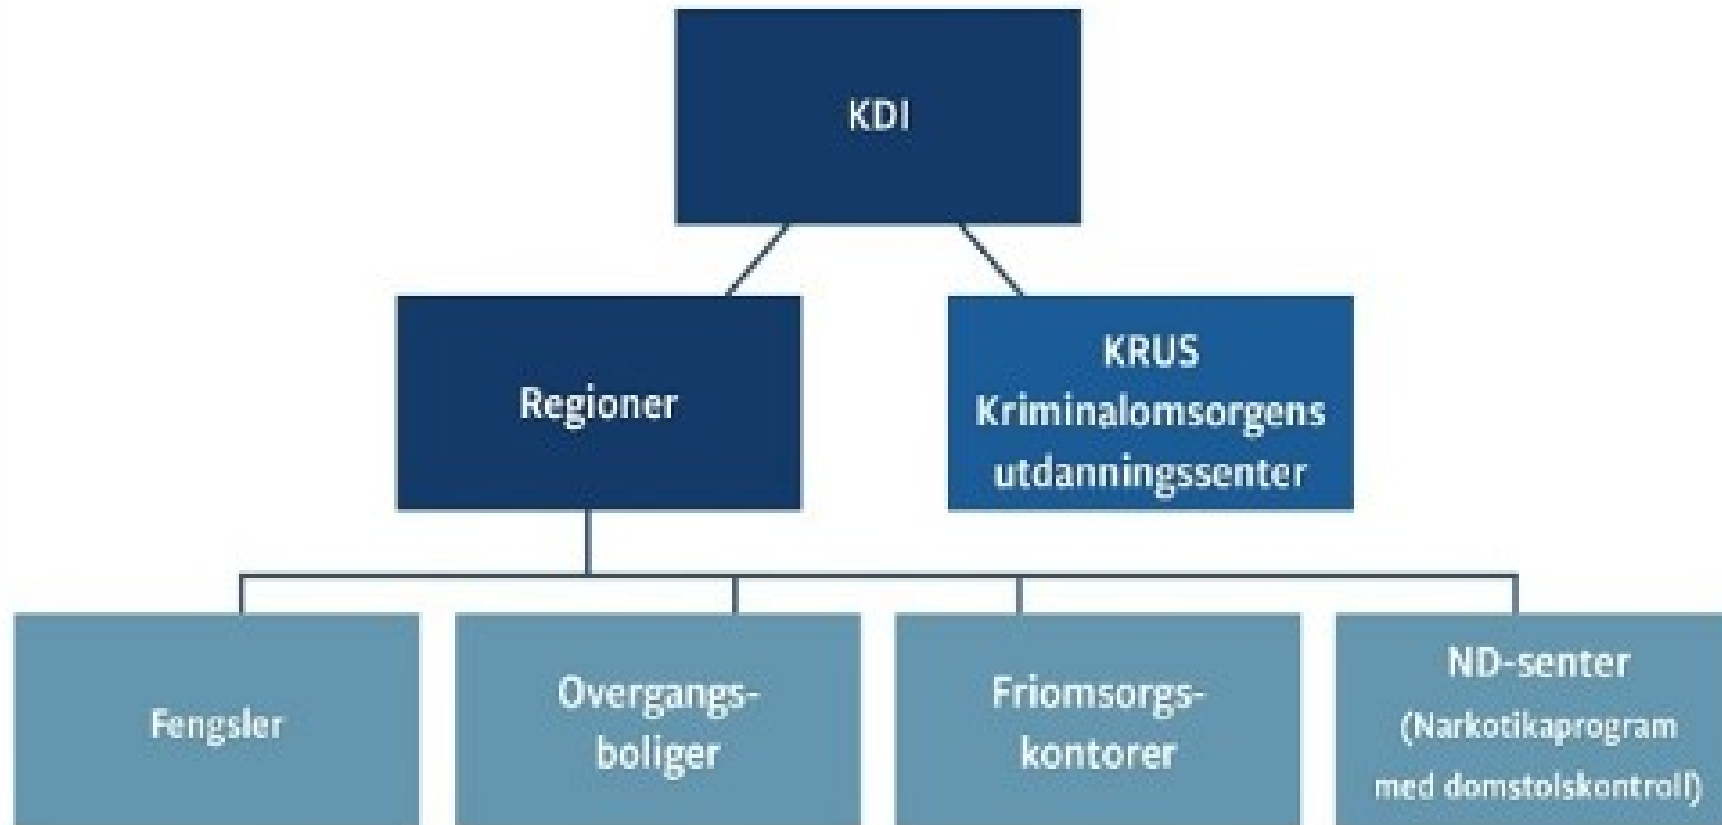 KDI
Regioner
KRUS
Kriminalomsorgens
utdanningssenter
Fengsler
Overgangs-
boliger
Friomsorgs-
kontorer
ND-senter
(Narkotikaprogram
med domstolskontroll)